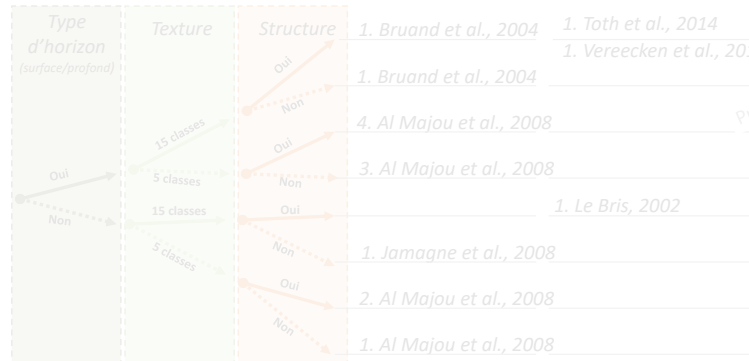 Type
d'horizon
(surface/profond)
Texture
Structure
Oui
Non
15 classes
5 classes
15 classes
5 classes
Oui
Non
Oui
Non
Oui
Non
Oui
Non
1. Bruand et al., 2004
1. Toth et al., 2014
1. Vereecken et al., 20
1. Bruand et al., 2004
4. Al Majou et al., 2008
3. Al Majou et al., 2008
1. Le Bris, 2002
1. Jamagne et al., 2008
2. Al Majou et al., 2008
1. Al Majou et al., 2008